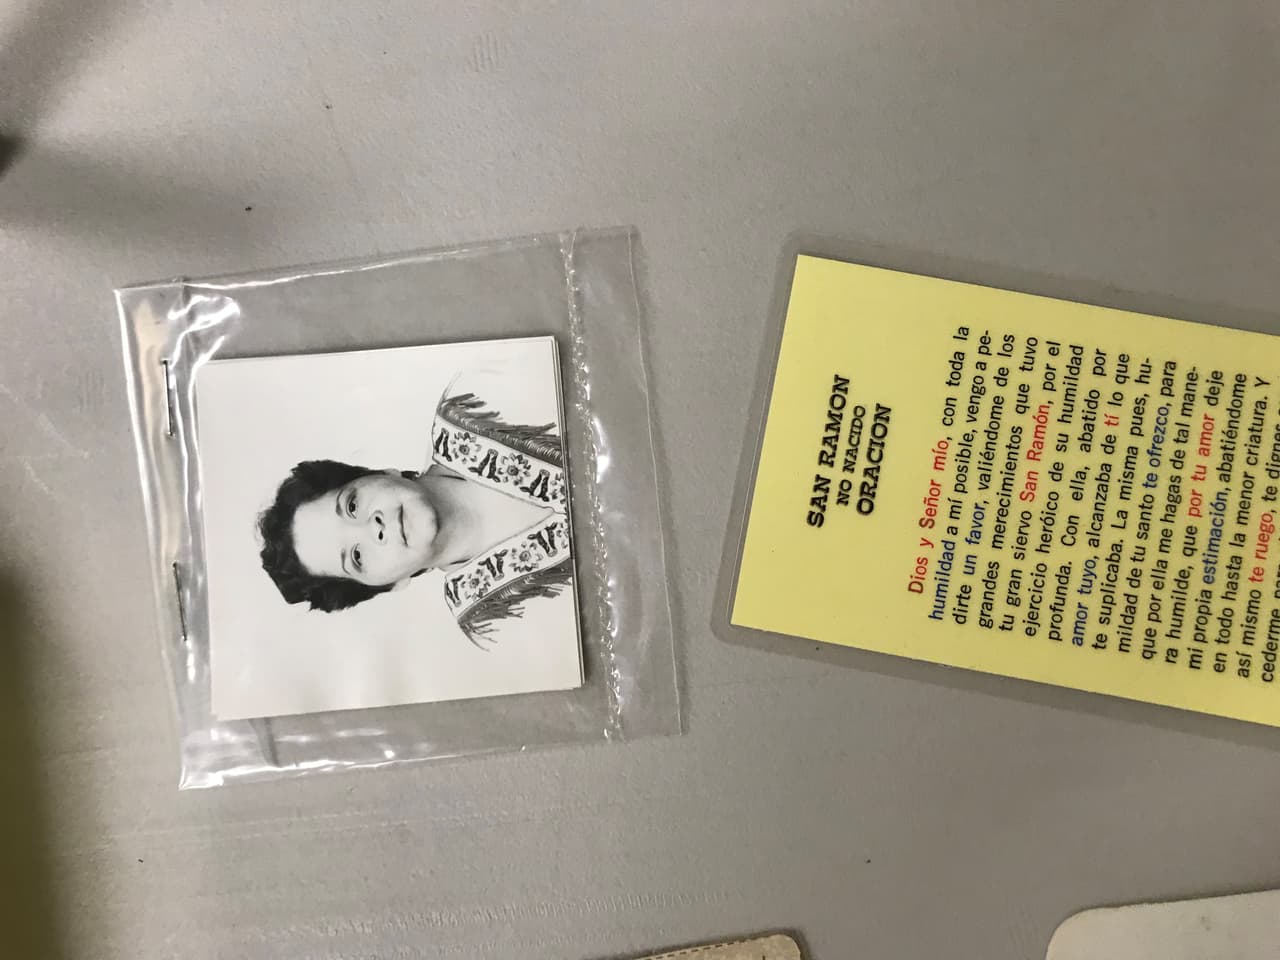 SAN RAMON
NO NACIDO
ORACION
Dios y Señor mío, con toda la
humildad a mí posible, vengo a pe-
dirte un favor, valiéndome de los
grandes merecimientos que tuvo
tu gran siervo San Ramón, por el
ejercicio heróico de su humildad
profunda. Con ella, abatido por
amor tuyo, alcanzaba de tí lo que
te suplicaba. La misma pues, hu-
mildad de tu santo te ofrezco, para
que por ella me hagas de tal mane-
ra humilde, que por tu amor deje
mi propia estimación, abatiéndome
en todo hasta la menor criatura. Y
así mismo te ruego, te dignes
cederme